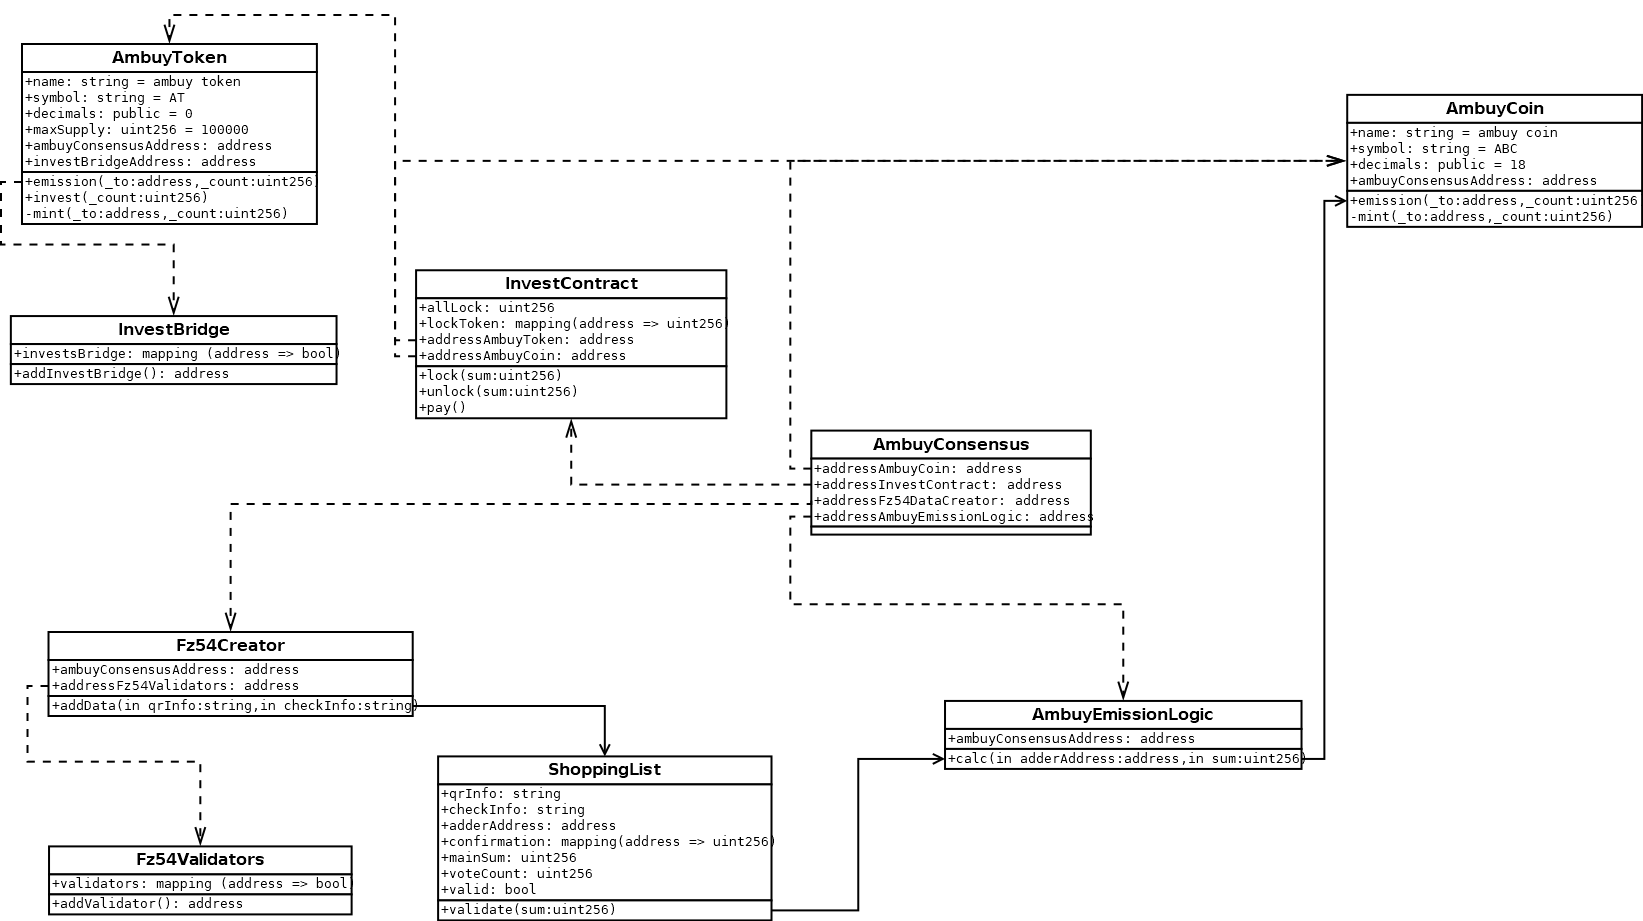 AmbuyToken
+name: string = ambuy token
+symbol: string = AT
+decimals: public = 0
+maxSupply: uint256 = 100000
+ambuyConsensusAddress: address
+investBridgeAddress: address
+emission(_to:address,_count:uint256)
+invest(_count:uint256)
-mint(_to:address,_count:uint256)
AmbuyCoin
+name: string = ambuy coin
+symbol: string = ABC
+decimals: public = 18
+ambuyConsensusAddress: address
+emission(_to:address,_count:uint256
-mint(_to:address,_count:uint256)
InvestContract
+allLock: uint256
+lockToken: mapping(address => uint256)
+addressAmbuyToken: address
+addressAmbuyCoin: address
+lock(sum:uint256)
+unlock(sum:uint256)
+pay()
InvestBridge
+investsBridge: mapping (address => bool)
+addInvestBridge(): address
AmbuyConsensus
+addressAmbuyCoin: address
+addressInvestContract: address
+addressFz54DataCreator: address
+addressAmbuyEmissionLogic: address
Fz54Creator
+ambuyConsensusAddress: address
+addressFz54Validators: address
+addData(in qrInfo:string,in checkInfo:string)
AmbuyEmissionLogic
+ambuyConsensusAddress: address
+calc(in adderAddress:address,in sum:uint256)
ShoppingList
+qrInfo: string
+checkInfo: string
+adderAddress: address
+confirmation: mapping(address => uint256)
+mainSum: uint256
+voteCount: uint256
+valid: bool
+validate(sum:uint256)
Fz54Validators
+validators: mapping (address => bool)
+addValidator(): address